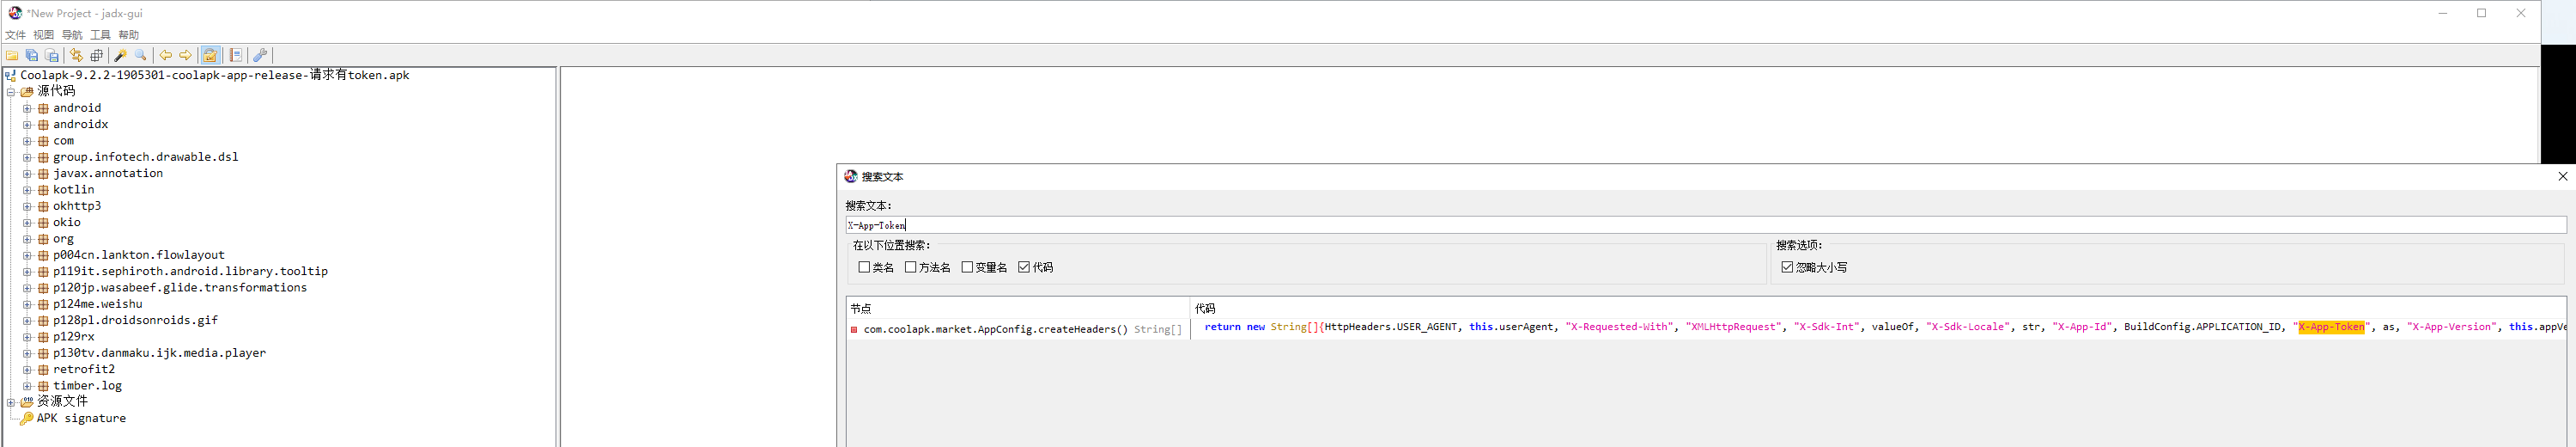 *New Project - jadx-gui
文件 视图 导航 工具 帮助
Coolapk-9.2.2-1905301-coolapk-app-release-请求有token.apk
源代码
android
androidx
com
group.infotech.drawable.dsl
javax.annotation
kotlin
okhttp3
okio
org
p004cn.lankton.flowlayout
p119it.sephiroth.android.library.tooltip
p120jp.wasabeef.glide.transformations
p124me.weishu
p128pl.droidsonroids.gif
p129rx
p130tv.danmaku.ijk.media.player
retrofit2
timber.log
资源文件
APK signature
搜索文本
搜索文本:
X-App-Token
在以下位置搜索:
类名 方法名 变量名 代码
搜索选项:
忽略大小写
节点 代码
com.coolapk.market.AppConfig.createHeaders() String[] return new String[]{HttpHeaders.USER_AGENT, this.userAgent, "X-Requested-With", "XMLHttpRequest", "X-Sdk-Int", valueOf, "X-Sdk-Locale", str, "X-App-Id", BuildConfig.APPLICATION_ID, "X-App-Token", as, "X-App-Version", this.appVe